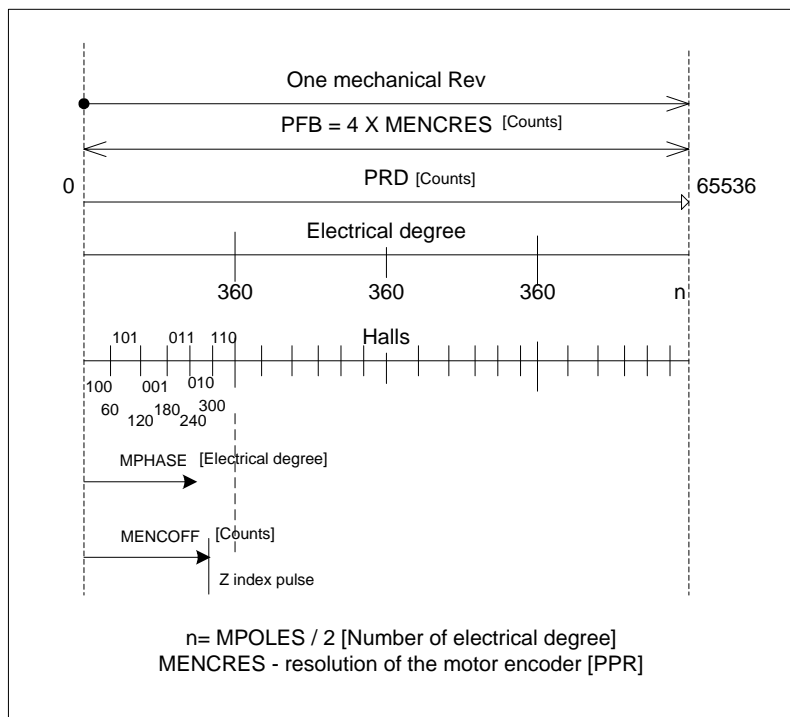 One mechanical Rev
PFB = 4 X MENCRES [Counts]
0 PRD [Counts] 65536
Electrical degree
360 360 360 n
101 011 110 Halls
100 001 010
60 120 180 240 300
MPHASE [Electrical degree]
MENCOFF [Counts]
Z index pulse
n= MPOLES / 2 [Number of electrical degree]
MENCRES - resolution of the motor encoder [PPR]